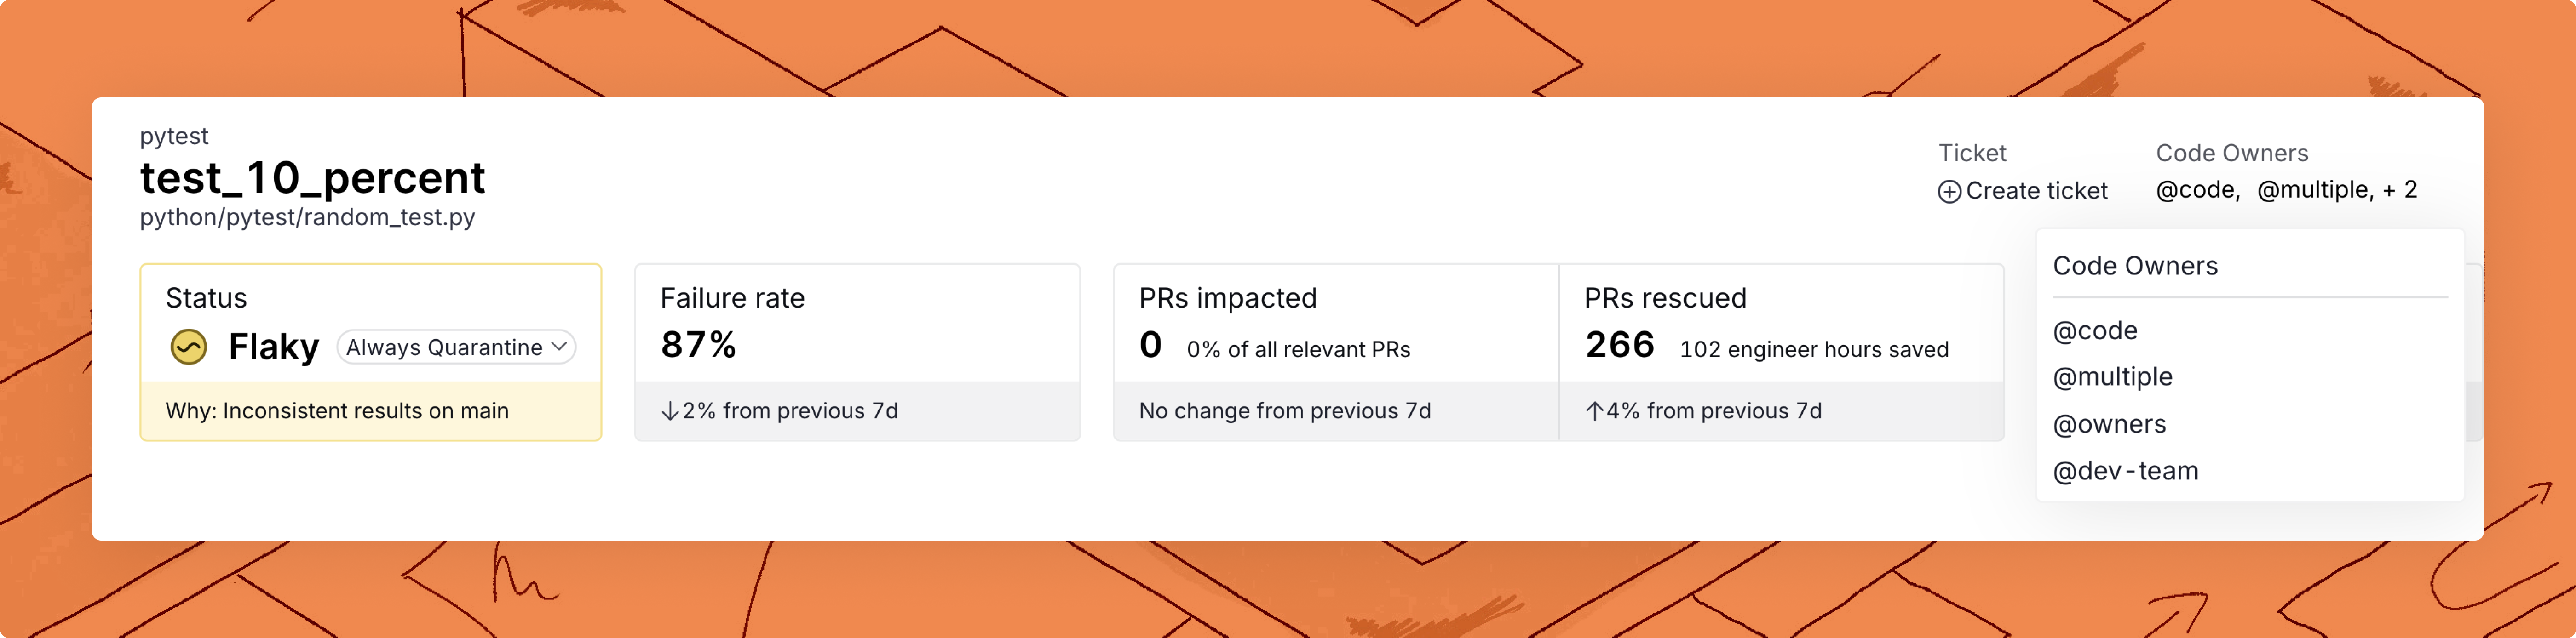 pytest
test_10_percent
python/pytest/random_test.py
Ticket
Create ticket
Code Owners
@code, @multiple, + 2
Status
Flaky
Always Quarantine
Why: Inconsistent results on main
Failure rate
87%
↓2% from previous 7d
PRs impacted
0 0% of all relevant PRs
No change from previous 7d
PRs rescued
266 102 engineer hours saved
↑4% from previous 7d
Code Owners
@code
@multiple
@owners
@dev-team